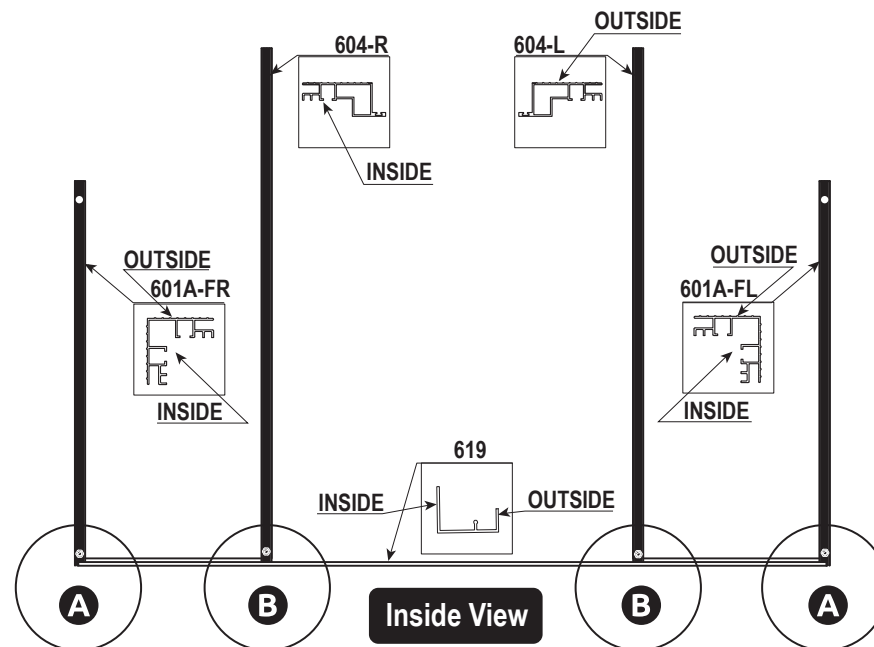 OUTSIDE
604-R
604-L
INSIDE
OUTSIDE
601A-FR
INSIDE
OUTSIDE
601A-FL
INSIDE
619
INSIDE
OUTSIDE
A
B
Inside View
B
A